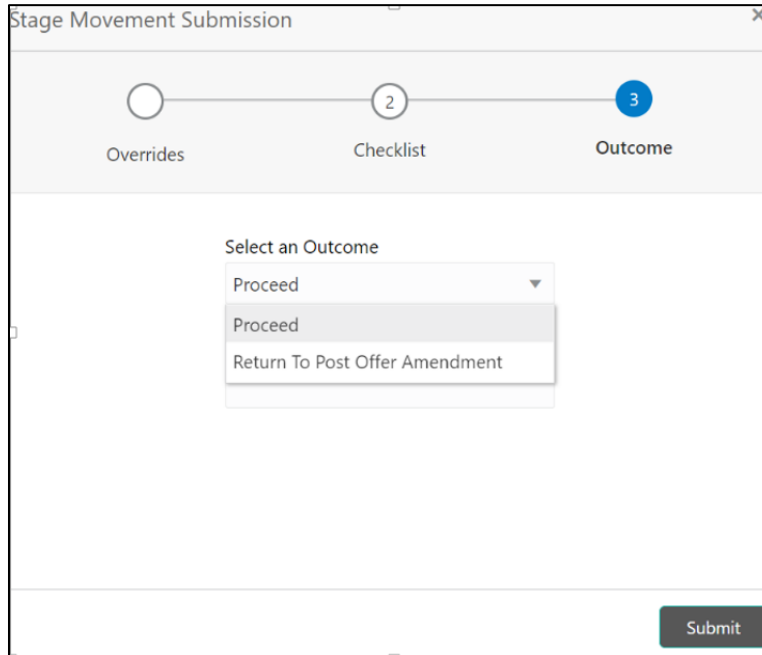 Stage Movement Submission
2
3
Overrides
Checklist
Outcome
Select an Outcome
Proceed
Proceed
Return To Post Offer Amendment
Submit